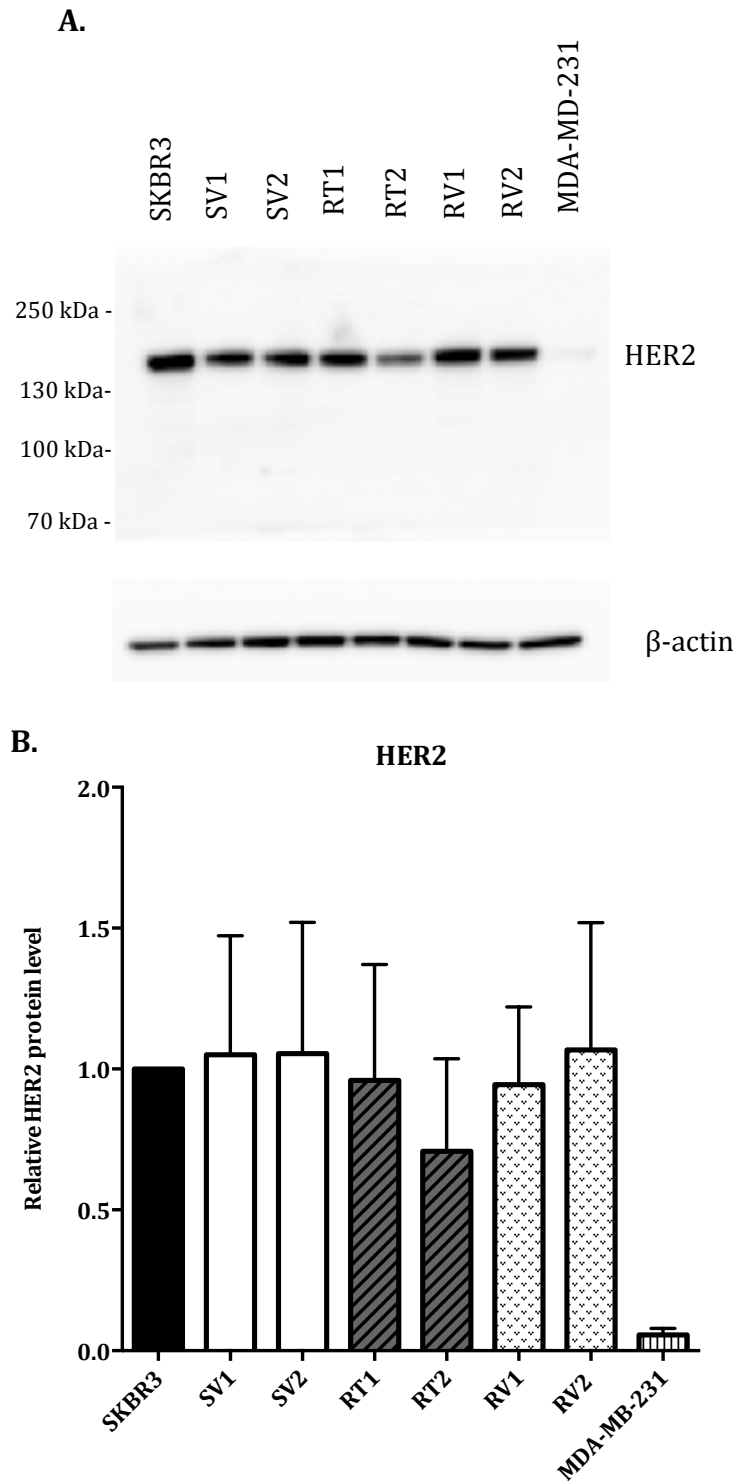 A.
SKBR3
SV1
SV2
RT1
RT2
RV1
RV2
MDA-MD-231
250 kDa -
HER2
130 kDa-
100 kDa-
70 kDa -
β-actin
B.
HER2
Relative HER2 protein level
2.0
1.5
1.0
0.5
0.0
SKBR3
SV1
SV2
RT1
RT2
RV1
RV2
MDA-MB-231